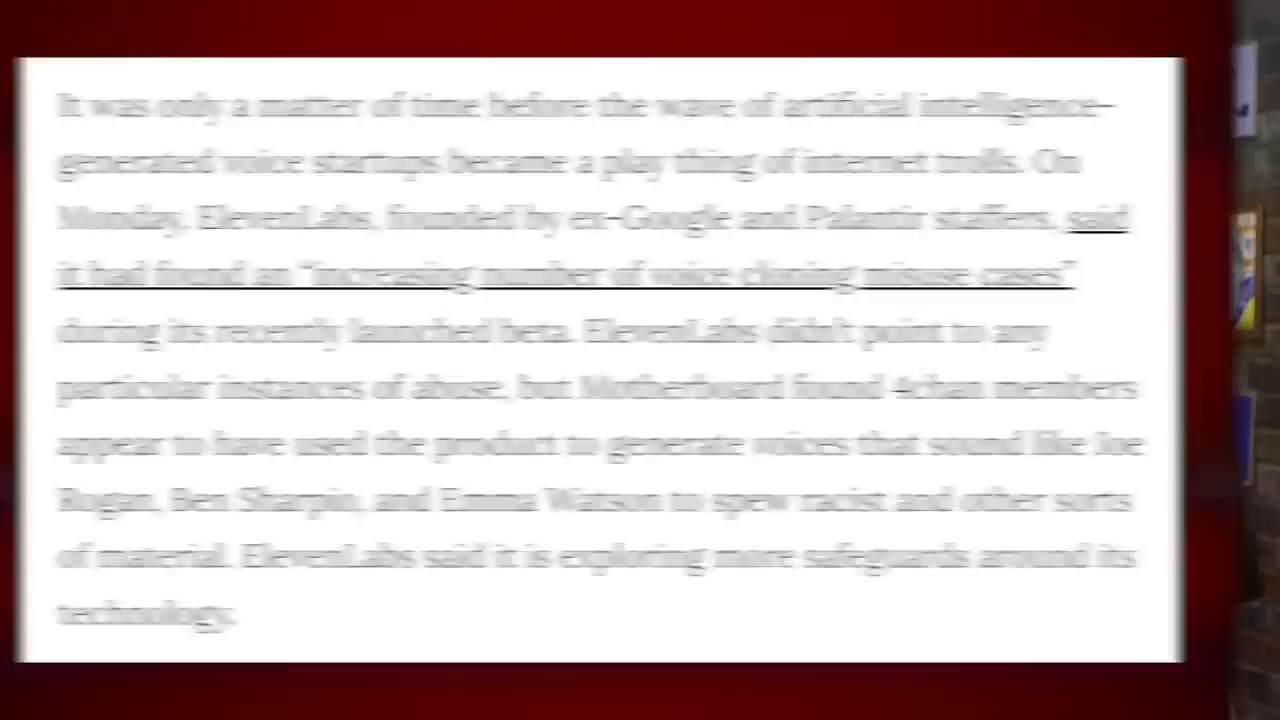 It was only a matter of time before the wave of artificial intelligence-
generated voice startups became a play thing of internet trolls. On
Monday, ElevenLabs, founded by ex-Google and Palantir staffers, said
it had found an "increasing number of voice cloning misuse cases"
during its recently launched beta. ElevenLabs didn't point to any
particular instances of abuse, but Motherboard found 4chan members
appear to have used the product to generate voices that sound like Joe
Rogan, Ben Sharpio, and Emma Watson to spew racist and other sorts
of material. ElevenLabs said it is exploring more safeguards around its
technology.